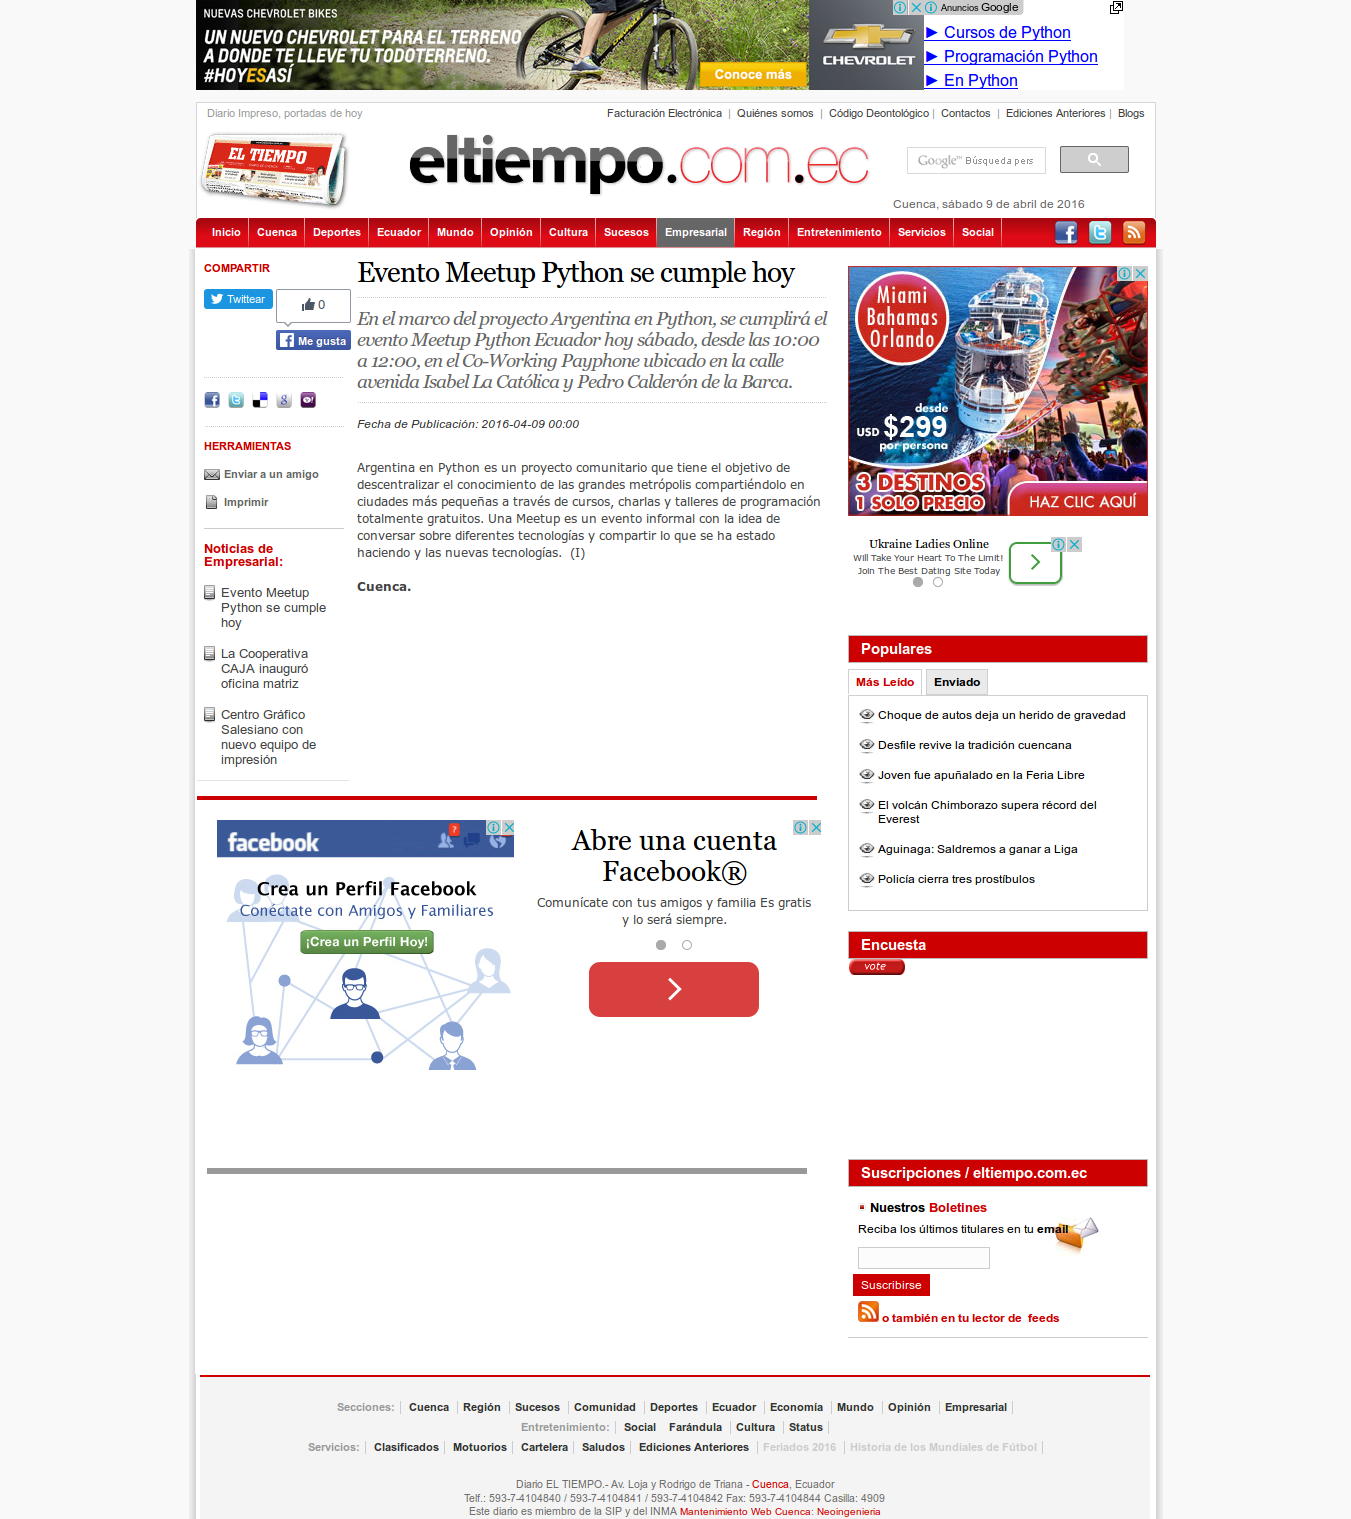 NUEVAS CHEVROLET BIKES
UN NUEVO CHEVROLET PARA EL TERRENO
A DONDE TE LLEVE TU TODOTERRENO.
#HOYESASÍ
Conoce más
CHEVROLET
Anuncios Google
► Cursos de Python
► Programación Python
► En Python
Diario Impreso, portadas de hoy
Facturación Electrónica | Quiénes somos | Código Deontológico | Contactos | Ediciones Anteriores | Blogs
EL TIEMPO
eltiempo.com.ec
Google™ Búsqueda pers
Cuenca, sábado 9 de abril de 2016
Inicio Cuenca Deportes Ecuador Mundo Opinión Cultura Sucesos Empresarial Región Entretenimiento Servicios Social
COMPARTIR
Twittear
0
Me gusta
HERRAMIENTAS
Enviar a un amigo
Imprimir
Noticias de
Empresarial:
Evento Meetup
Python se cumple
hoy
La Cooperativa
CAJA inauguró
oficina matriz
Centro Gráfico
Salesiano con
nuevo equipo de
impresión
Evento Meetup Python se cumple hoy
En el marco del proyecto Argentina en Python, se cumplirá el
evento Meetup Python Ecuador hoy sábado, desde las 10:00
a 12:00, en el Co-Working Payphone ubicado en la calle
avenida Isabel La Católica y Pedro Calderón de la Barca.
Fecha de Publicación: 2016-04-09 00:00
Argentina en Python es un proyecto comunitario que tiene el objetivo de
descentralizar el conocimiento de las grandes metrópolis compartiéndolo en
ciudades más pequeñas a través de cursos, charlas y talleres de programación
totalmente gratuitos. Una Meetup es un evento informal con la idea de
conversar sobre diferentes tecnologías y compartir lo que se ha estado
haciendo y las nuevas tecnologías. (I)
Cuenca.
Miami
Bahamas
Orlando
desde
USD $299
por persona
3 DESTINOS
1 SOLO PRECIO
HAZ CLIC AQUÍ
Ukraine Ladies Online
Will Take Your Heart To The Limit!
Join The Best Dating Site Today
Populares
Más Leído Enviado
Choque de autos deja un herido de gravedad
Desfile revive la tradición cuencana
Joven fue apuñalado en la Feria Libre
El volcán Chimborazo supera récord del
Everest
Aguinaga: Saldremos a ganar a Liga
Policía cierra tres prostíbulos
facebook
?
Crea un Perfil Facebook
Conéctate con Amigos y Familiares
¡Crea un Perfil Hoy!
Abre una cuenta
Facebook®
Comunícate con tus amigos y familia Es gratis
y lo será siempre.
Encuesta
vote
Suscripciones / eltiempo.com.ec
Nuestros Boletines
Reciba los últimos titulares en tu email
Suscribirse
o también en tu lector de feeds
Secciones: | Cuenca | Región | Sucesos | Comunidad | Deportes | Ecuador | Economía | Mundo | Opinión | Empresarial |
Entretenimiento: | Social Farándula | Cultura | Status |
Servicios: | Clasificados | Motuorios | Cartelera | Saludos | Ediciones Anteriores | Feriados 2016 | Historia de los Mundiales de Fútbol |
Diario EL TIEMPO.- Av. Loja y Rodrigo de Triana - Cuenca, Ecuador
Telf.: 593-7-4104840 / 593-7-4104841 / 593-7-4104842 Fax: 593-7-4104844 Casilla: 4909
Este diario es miembro de la SIP y del INMA Mantenimiento Web Cuenca: Neoingenieria